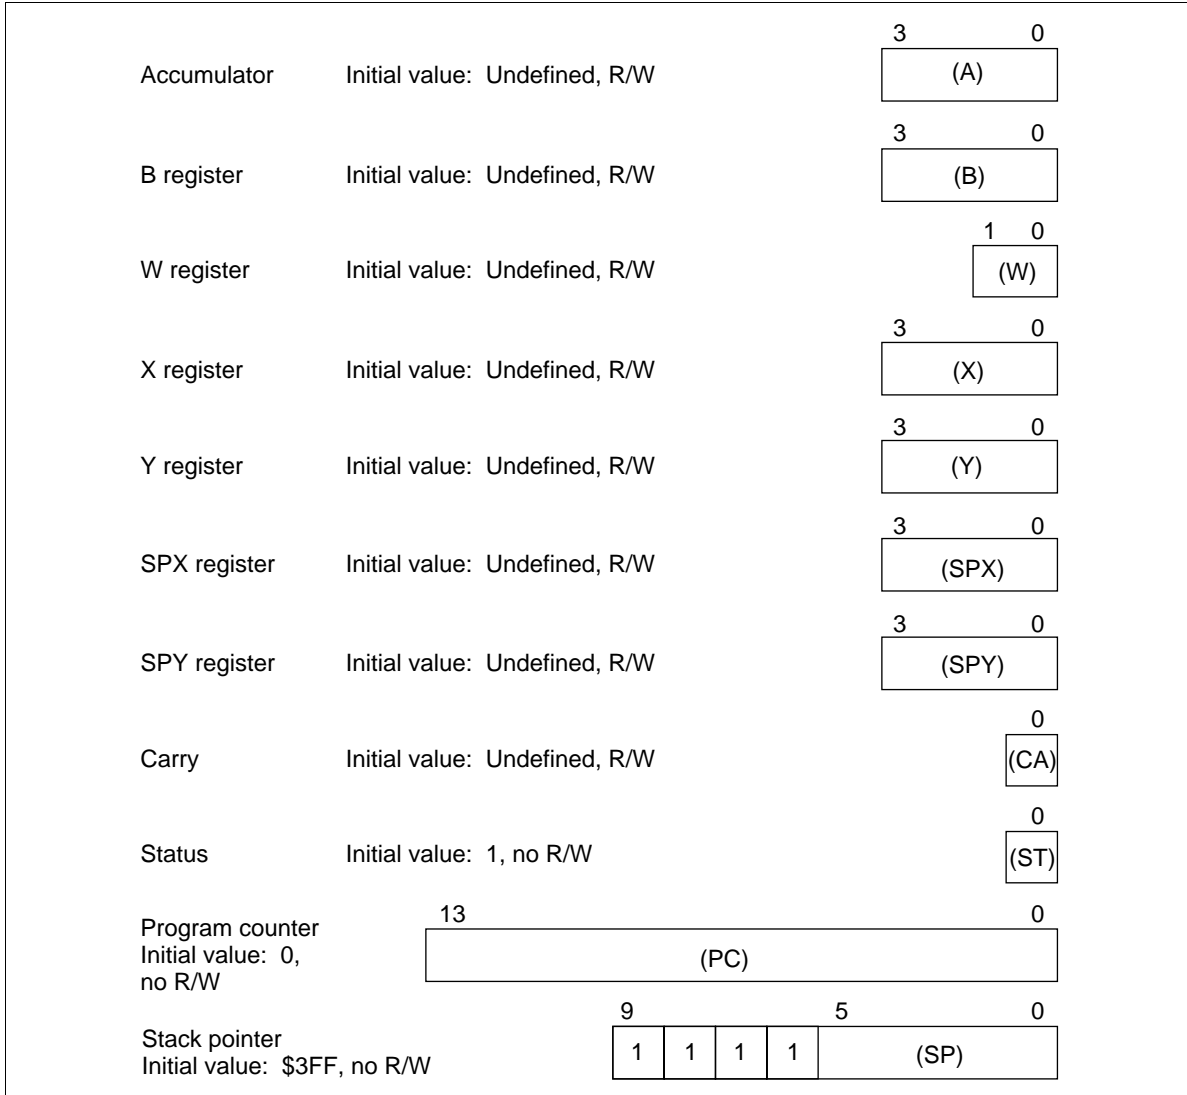 3 0
Accumulator Initial value: Undefined, R/W (A)
3 0
B register Initial value: Undefined, R/W (B)
1 0
W register Initial value: Undefined, R/W (W)
3 0
X register Initial value: Undefined, R/W (X)
3 0
Y register Initial value: Undefined, R/W (Y)
3 0
SPX register Initial value: Undefined, R/W (SPX)
3 0
SPY register Initial value: Undefined, R/W (SPY)
0
Carry Initial value: Undefined, R/W (CA)
0
Status Initial value: 1, no R/W (ST)
13 0
Program counter
Initial value: 0, (PC)
no R/W
9 5 0
Stack pointer
1 1 1 1 (SP)
Initial value: $3FF, no R/W